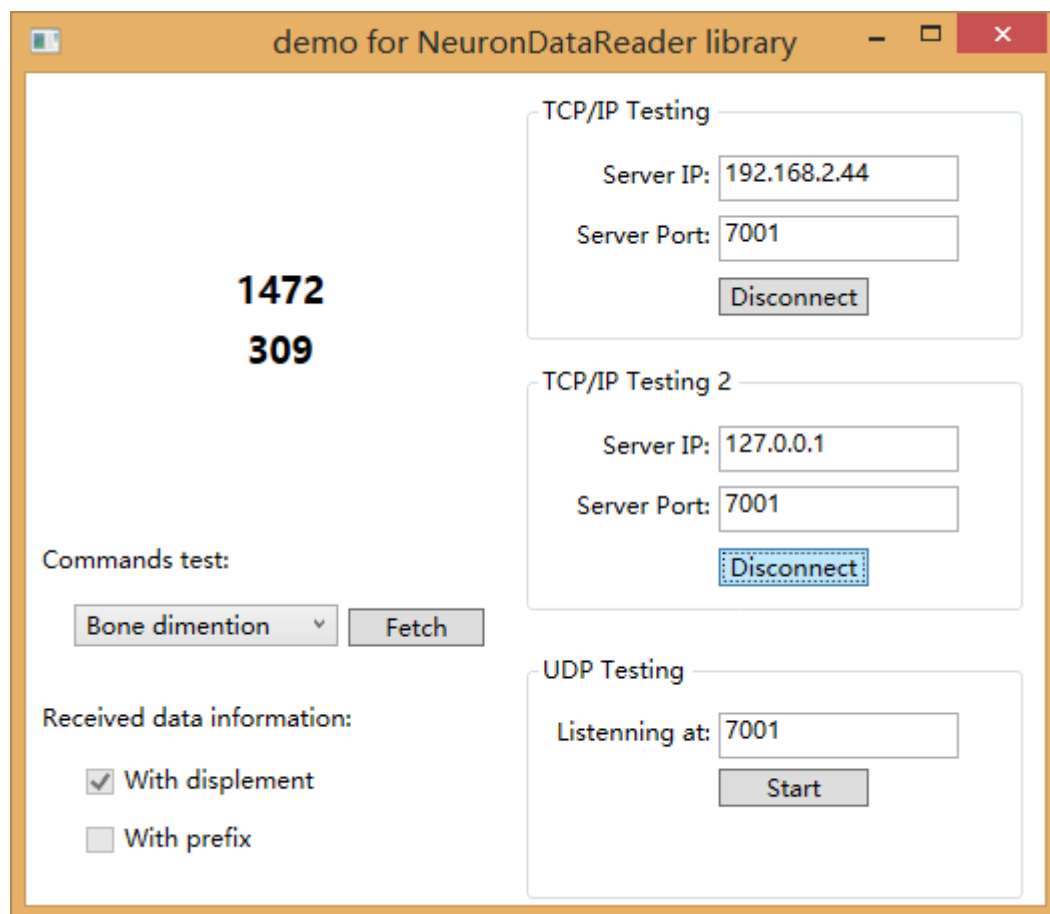 demo for NeuronDataReader library
1472
309
Commands test:
Bone dimention
Fetch
Received data information:
With displement
With prefix
TCP/IP Testing
Server IP: 192.168.2.44
Server Port: 7001
Disconnect
TCP/IP Testing 2
Server IP: 127.0.0.1
Server Port: 7001
Disconnect
UDP Testing
Listenning at: 7001
Start